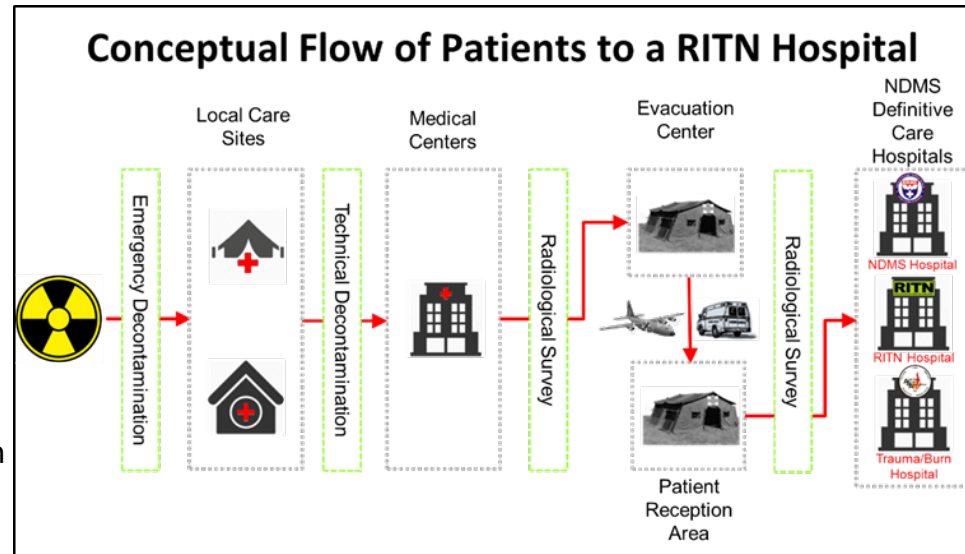 Conceptual Flow of Patients to a RITN Hospital
Local Care
Sites
Medical
Centers
Evacuation
Center
NDMS
Definitive
Care
Hospitals
Emergency Decontamination
Technical Decontamination
Radiological Survey
Radiological Survey
NDMS Hospital
RITN
RITN Hospital
Trauma/Burn
Hospital
Patient
Reception
Area
n